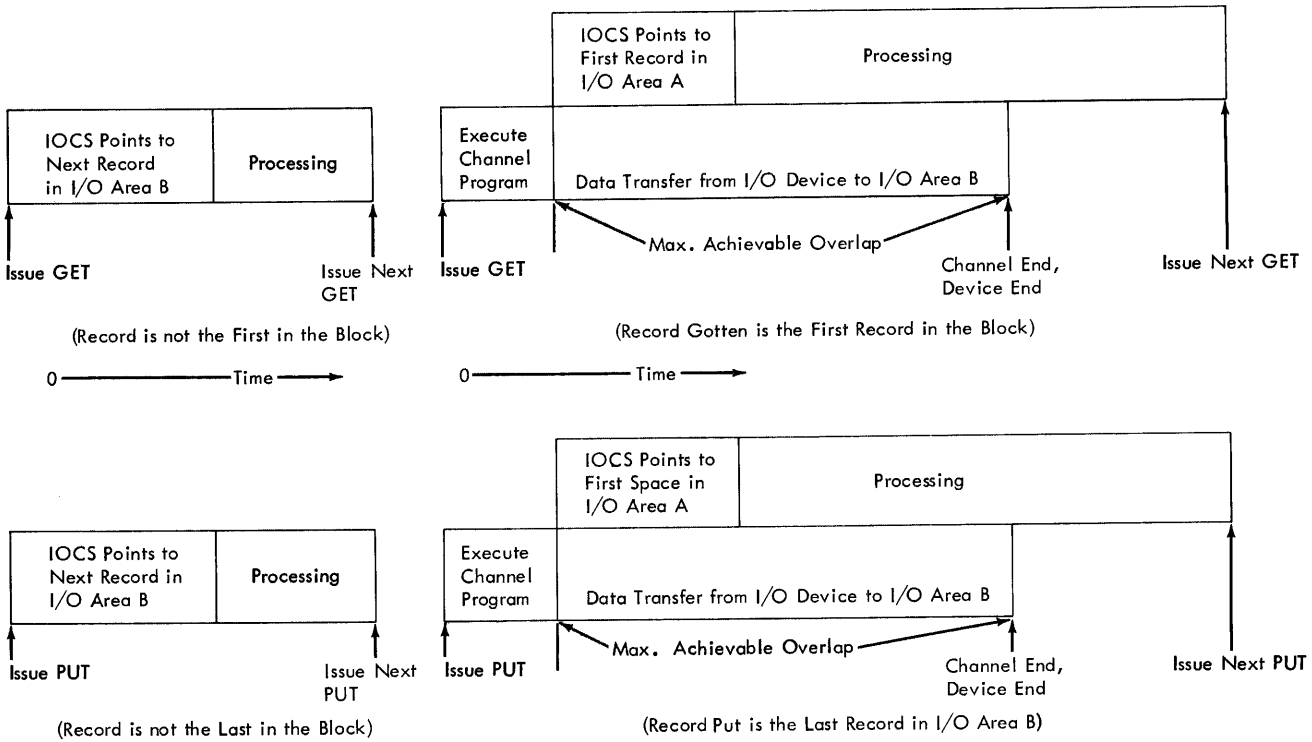 IOCS Points to
First Record in
I/O Area A
Processing
IOCS Points to
Next Record
in I/O Area B
Processing
Execute
Channel
Program
Data Transfer from I/O Device to I/O Area B
Max. Achievable Overlap
Issue GET
Issue Next
GET
Issue GET
Channel End,
Device End
Issue Next GET
(Record is not the First in the Block)
(Record Gotten is the First Record in the Block)
0 Time
0 Time
IOCS Points to
First Space in
I/O Area A
Processing
IOCS Points to
Next Record in
I/O Area B
Processing
Execute
Channel
Program
Data Transfer from I/O Device to I/O Area B
Max. Achievable Overlap
Issue PUT
Issue Next
PUT
Issue PUT
Channel End,
Device End
Issue Next PUT
(Record is not the Last in the Block)
(Record Put is the Last Record in I/O Area B)